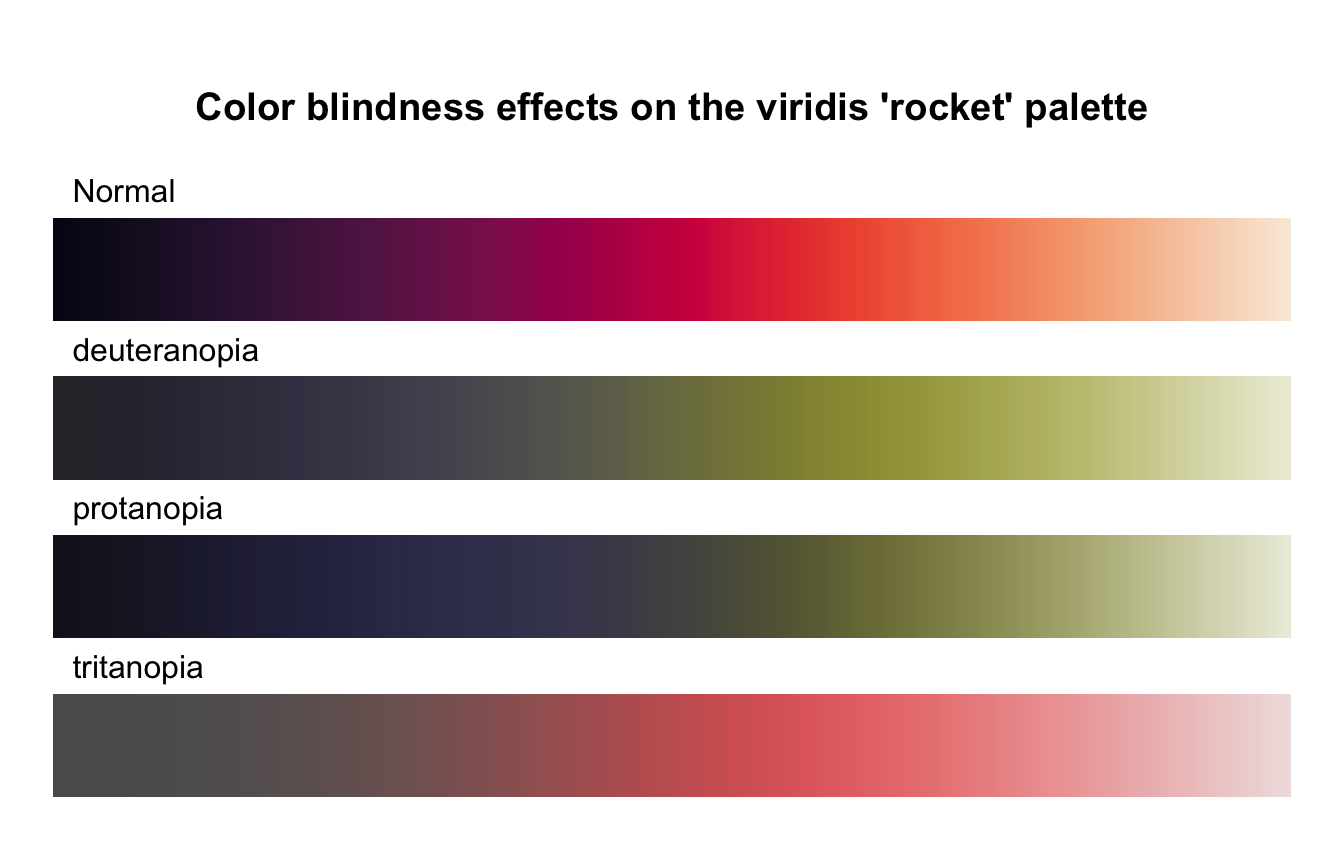 Color blindness effects on the viridis 'rocket' palette
Normal
deuteranopia
protanopia
tritanopia